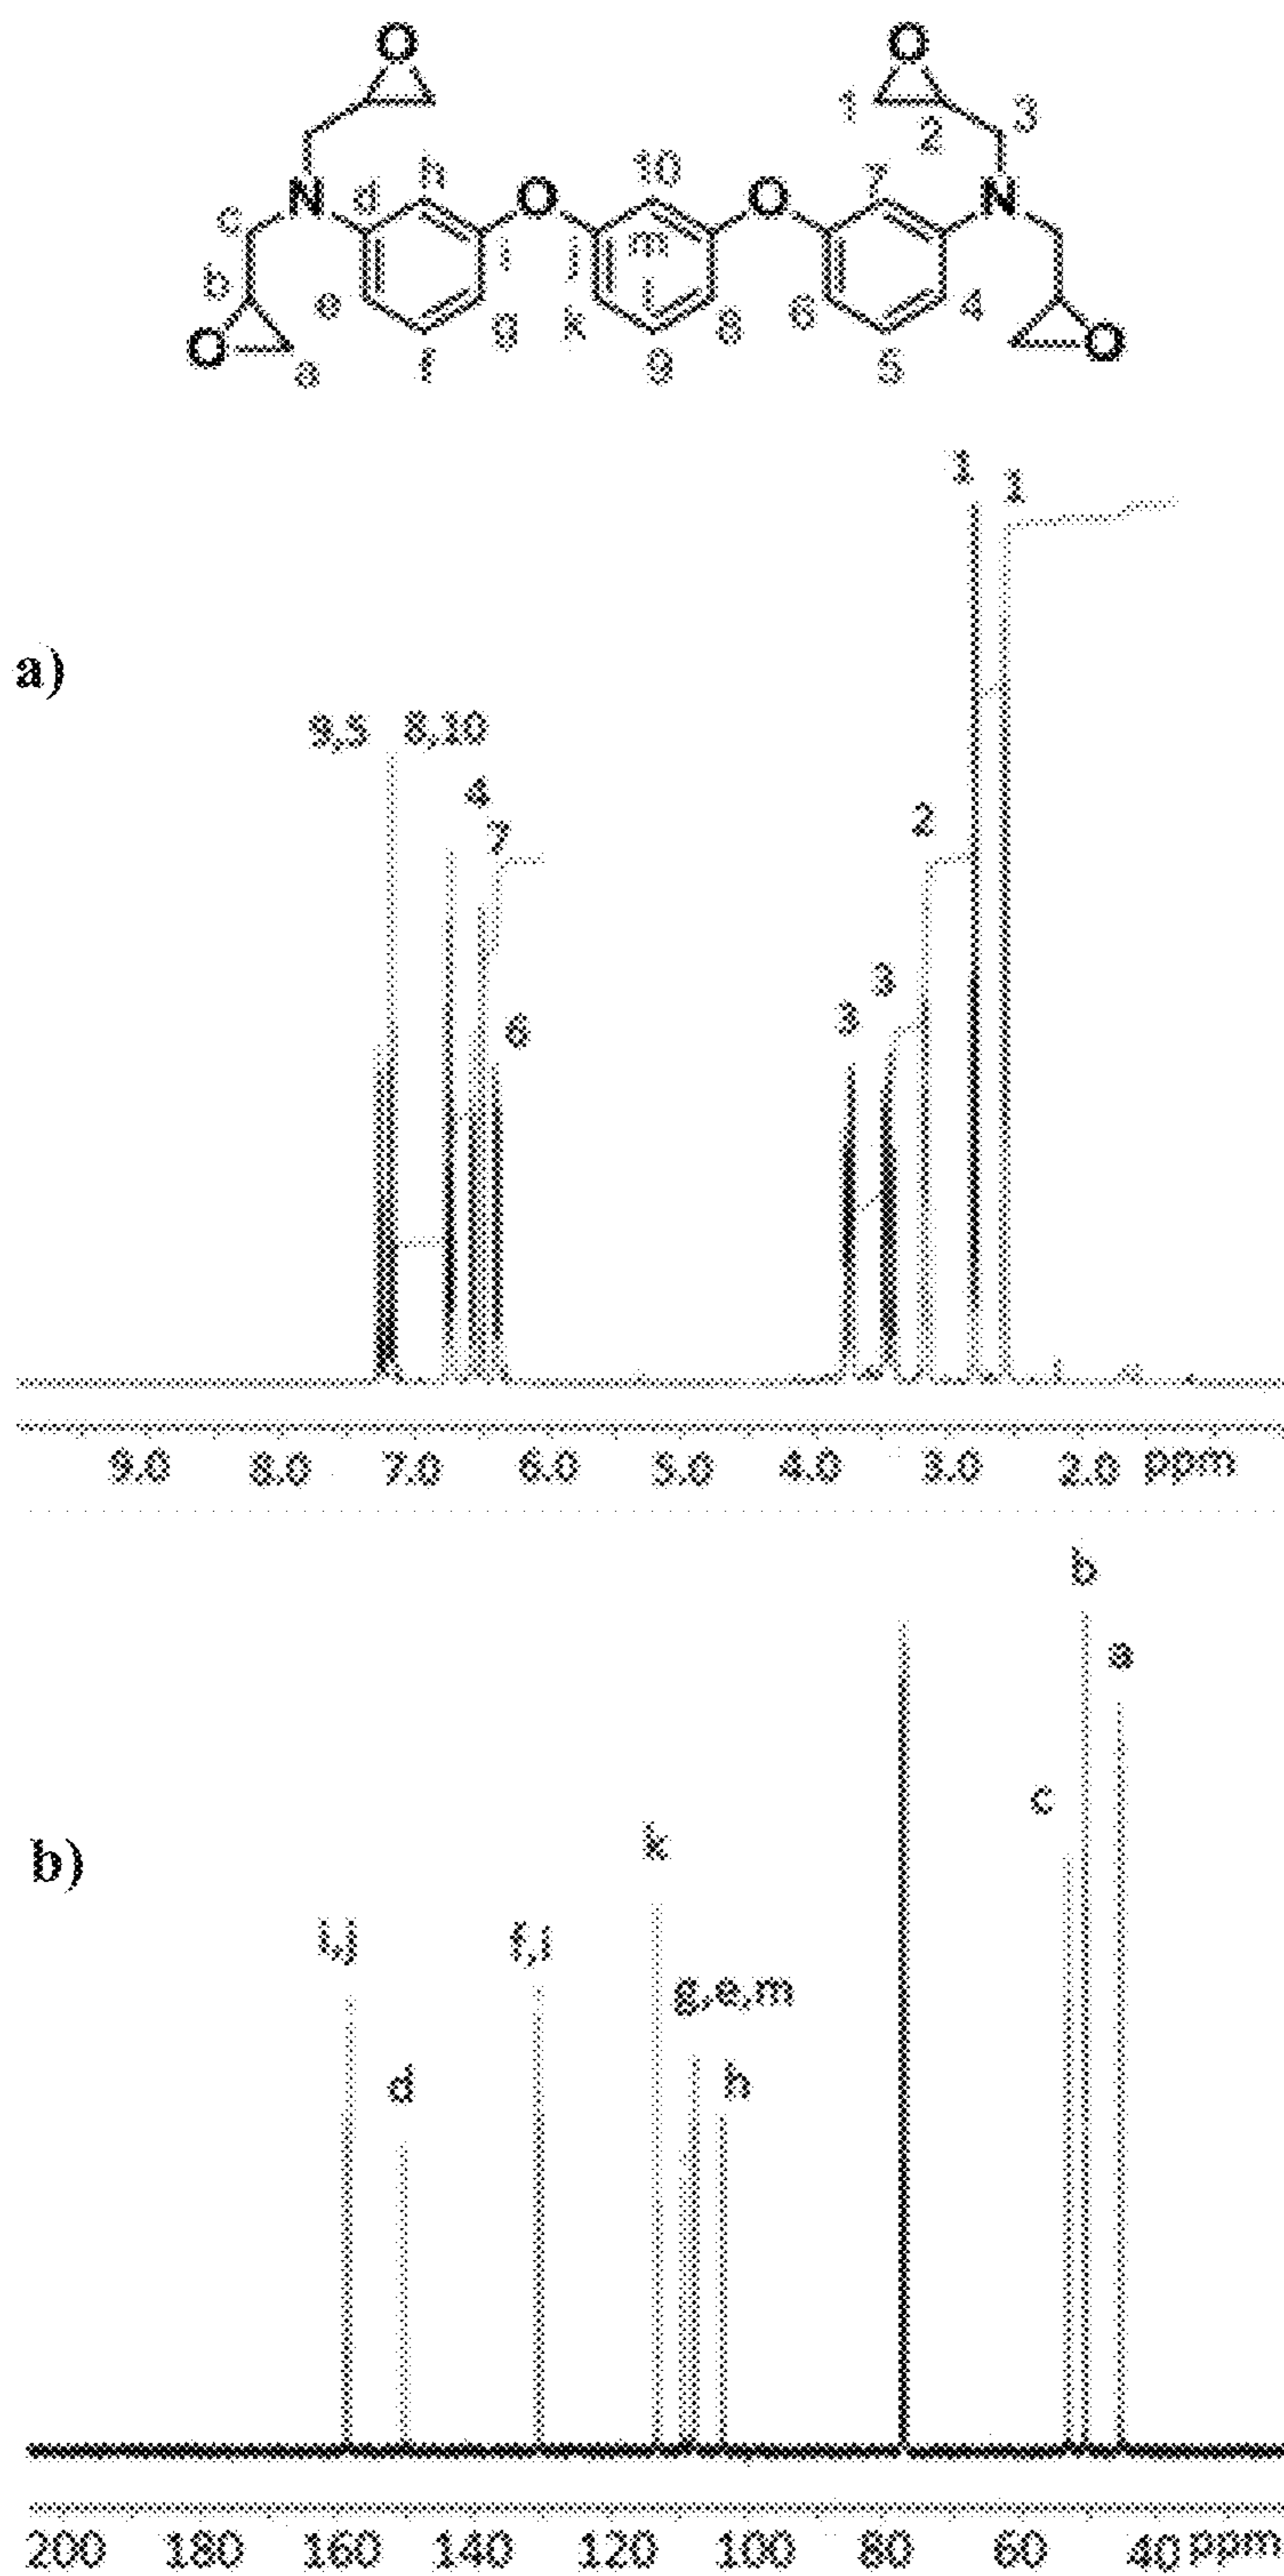 O O
1 2 3
N d h O 10 O 7 N
c i j m
b e g k l 8 6 4
O a f 9 5 O
1 1
a)
9,5 8,10
4
7
2
3 3
6
9.0 8.0 7.0 6.0 5.0 4.0 3.0 2.0 ppm
b
a
c
k
b)
i,j f,l
g,e,m
d h
200 180 160 140 120 100 80 60 40 ppm